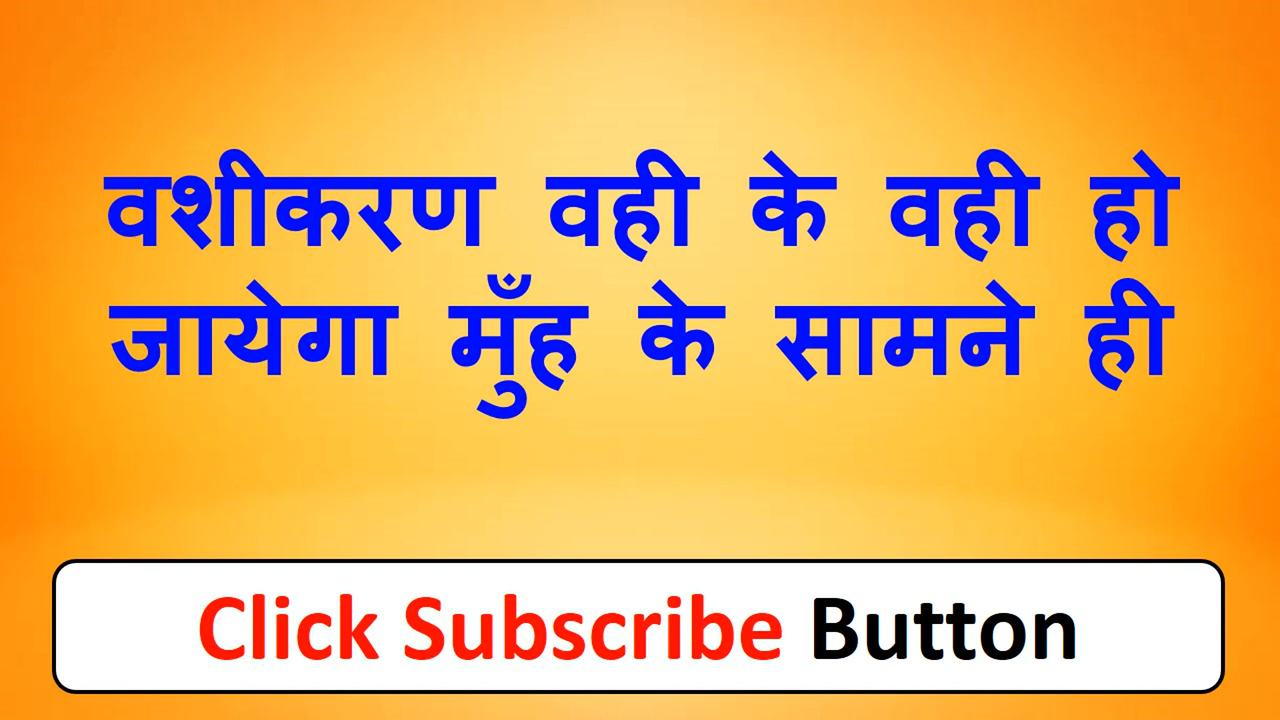 वशीकरण वही के वही हो
जायेगा मुँह के सामने ही
Click Subscribe Button